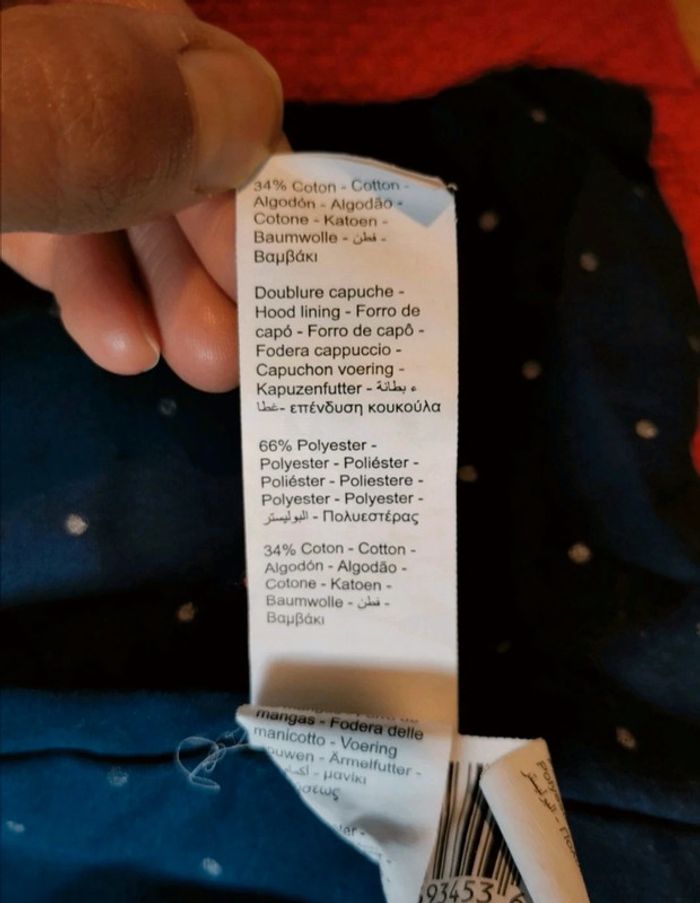 34% Coton - Cotton -
Algodón - Algodão -
Cotone - Katoen -
Baumwolle - قطن -
Βαμβάκι
Doublure capuche -
Hood lining - Forro de
capó - Forro de capô -
Fodera cappuccio -
Capuchon voering -
Kapuzenfutter - بطانة ء
غطا- επένδυση κουκούλα
66% Polyester -
Polyester - Poliéster -
Poliéster - Poliestere -
Polyester - Polyester -
البوليستر - Πολυεστέρας
34% Coton - Cotton -
Algodón - Algodão -
Cotone - Katoen -
Baumwolle - قطن -
Βαμβάκι
mangas - Fodera delle
manicotto - Voering
- Ärmelfutter -
- μανίκι
93453